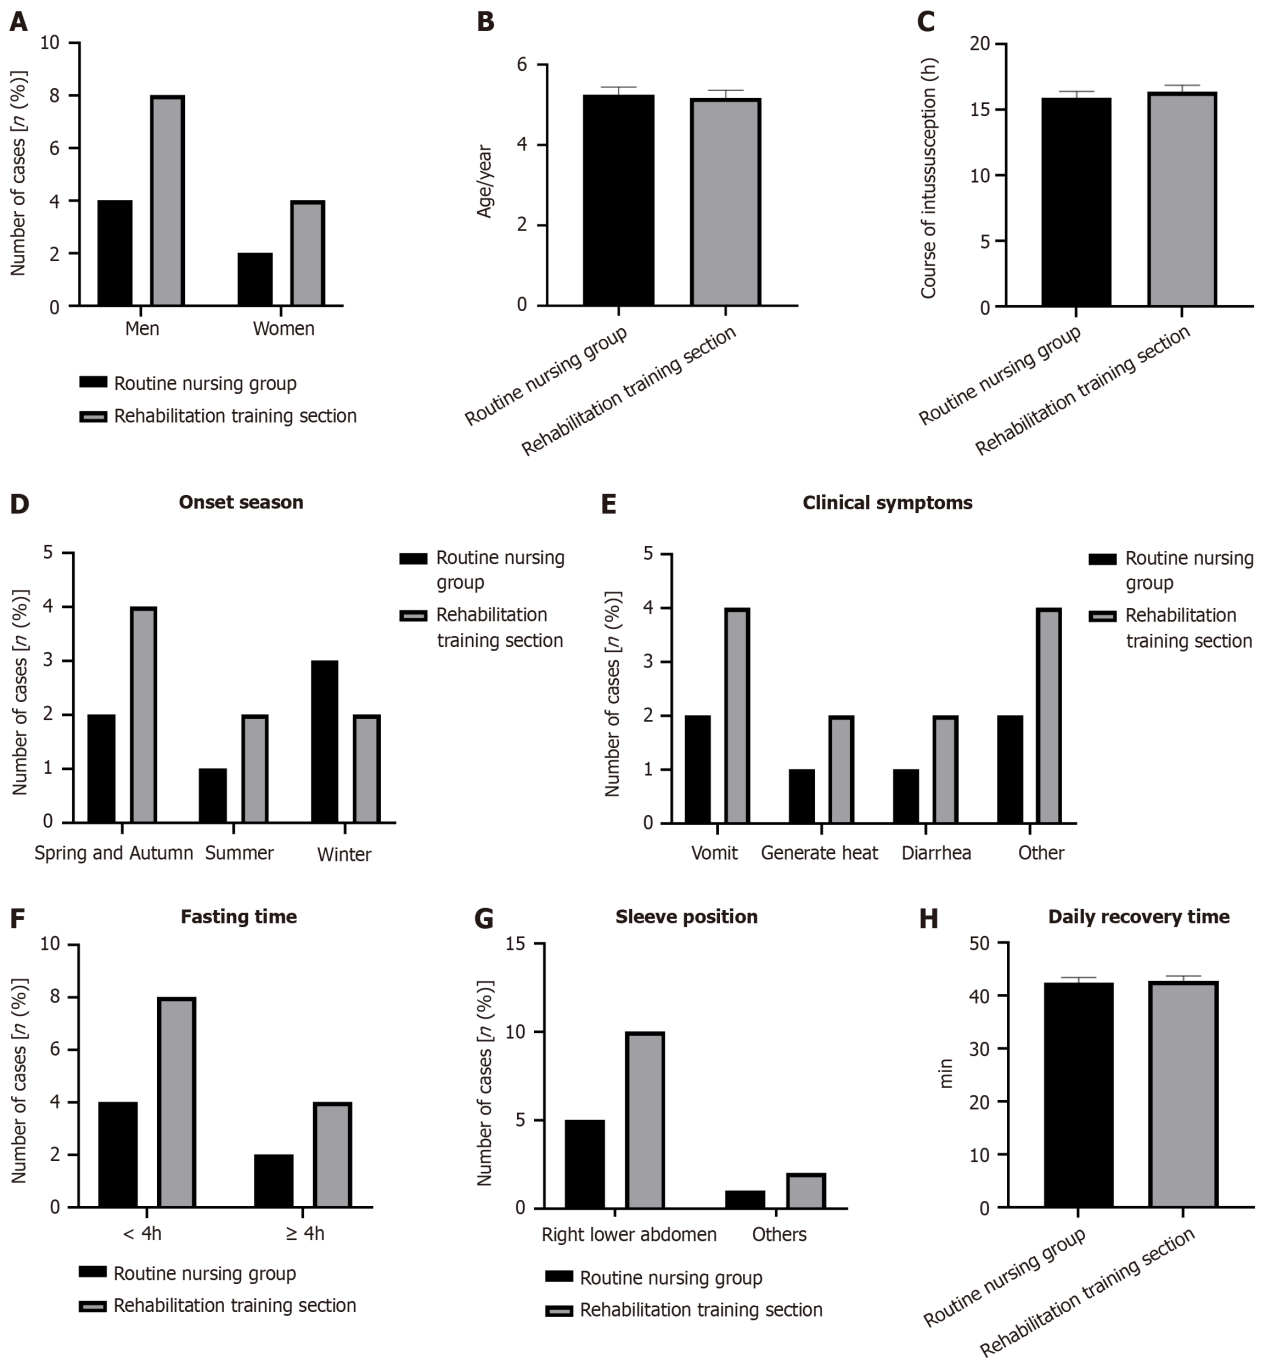 A
Number of cases [n (%)]
10
8
6
4
2
0
Men
Women
Routine nursing group
Rehabilitation training section
B
Age/year
6
4
2
0
Routine nursing group
Rehabilitation training section
C
Course of intussusception (h)
20
15
10
5
0
Routine nursing group
Rehabilitation training section
D
Onset season
Number of cases [n (%)]
5
4
3
2
1
0
Spring and Autumn
Summer
Winter
Routine nursing
group
Rehabilitation
training section
E
Clinical symptoms
Number of cases [n (%)]
5
4
3
2
1
0
Vomit
Generate heat
Diarrhea
Other
Routine nursing
group
Rehabilitation
training section
F
Fasting time
Number of cases [n (%)]
10
8
6
4
2
0
< 4h
≥ 4h
Routine nursing group
Rehabilitation training section
G
Sleeve position
Number of cases [n (%)]
15
10
5
0
Right lower abdomen
Others
Routine nursing group
Rehabilitation training section
H
Daily recovery time
min
50
40
30
20
10
0
Routine nursing group
Rehabilitation training section